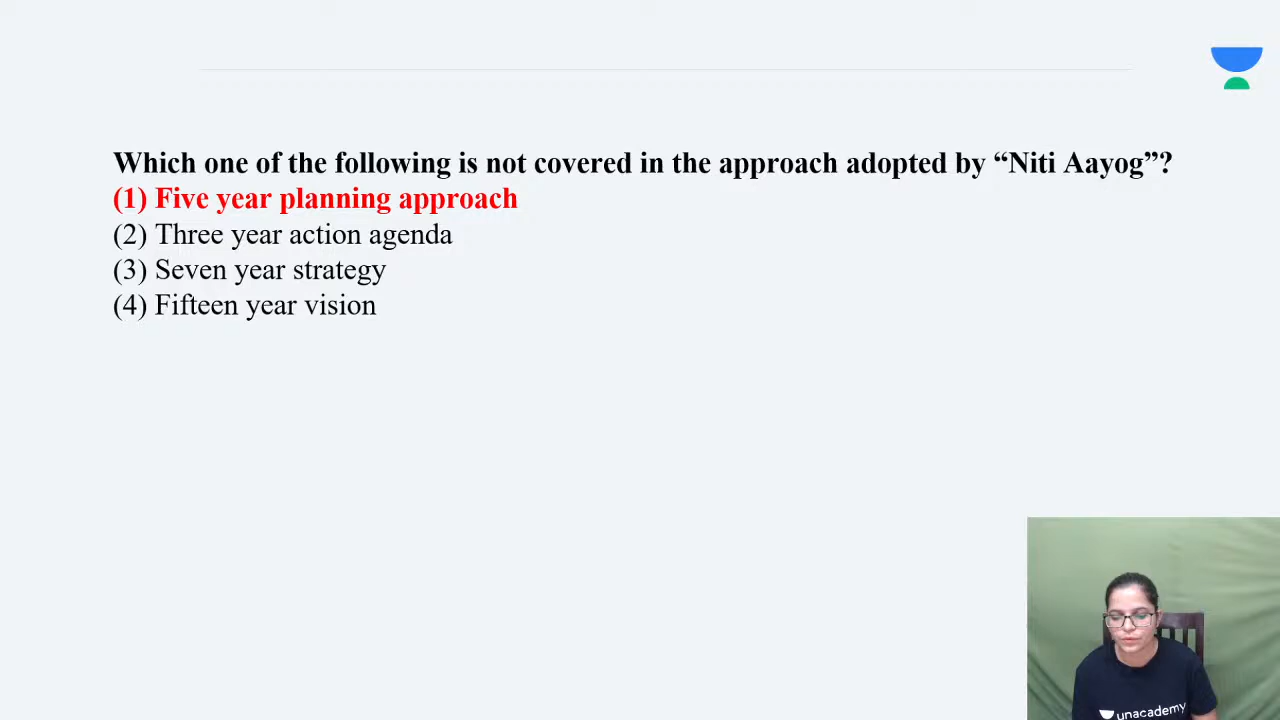 Which one of the following is not covered in the approach adopted by “Niti Aayog”?
(1) Five year planning approach
(2) Three year action agenda
(3) Seven year strategy
(4) Fifteen year vision
unacademy